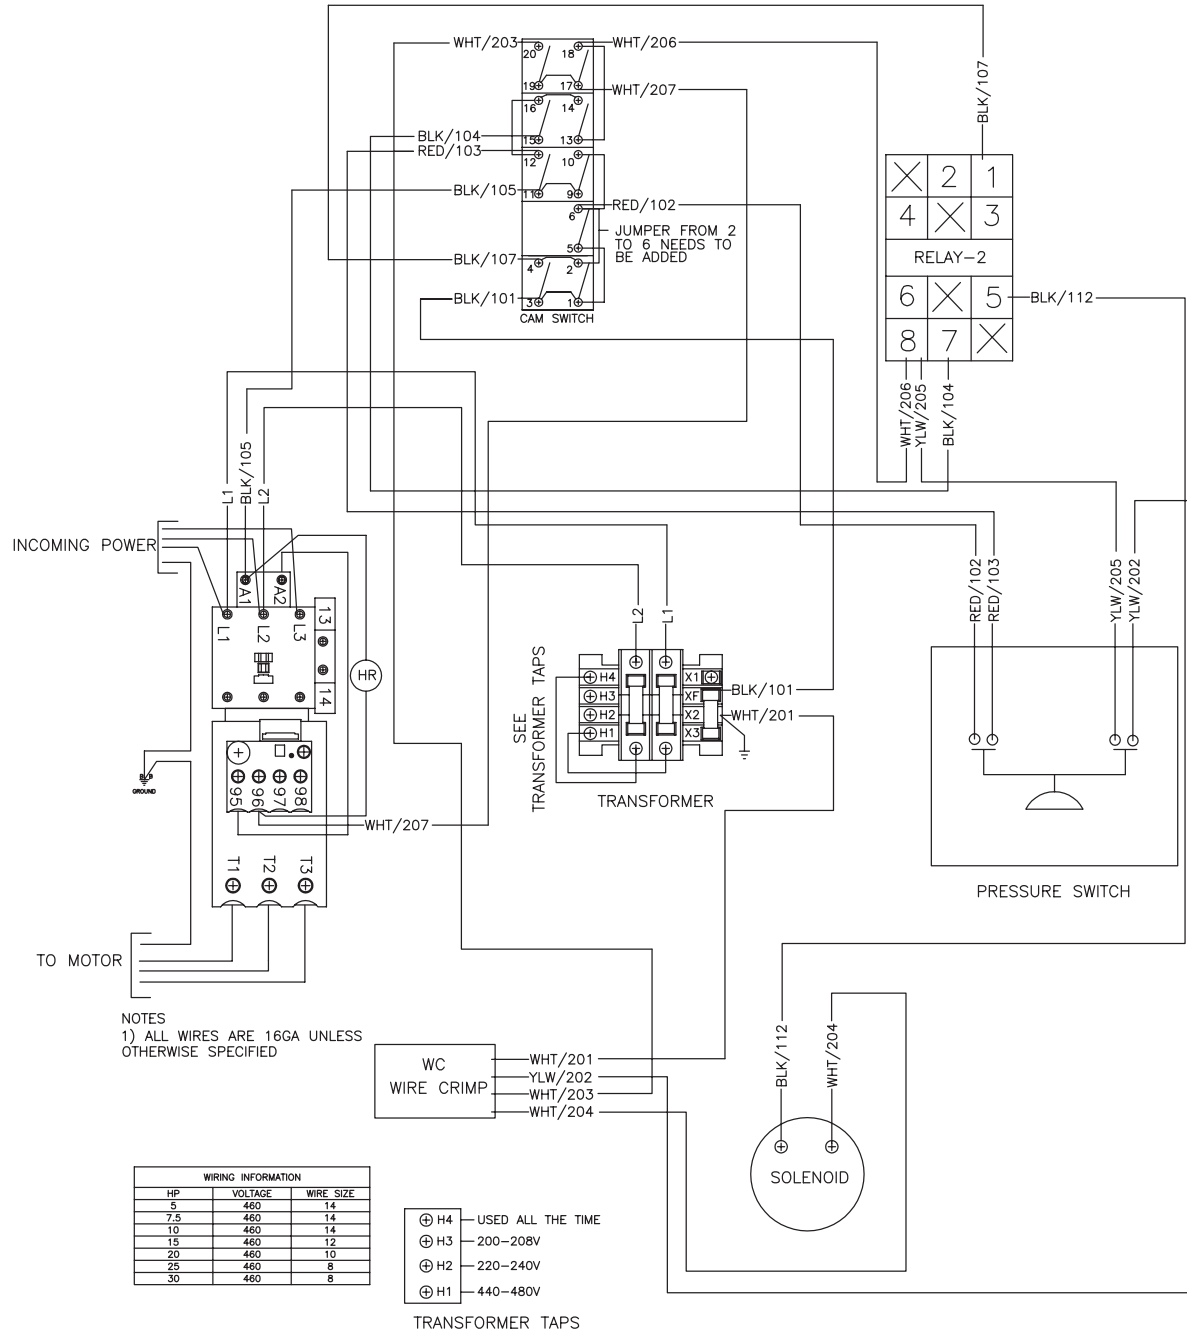 WHT/203
20
18
WHT/206
19
17
WHT/207
16
14
BLK/104
15
13
RED/103
12
10
BLK/105
11
9
6
RED/102
JUMPER FROM 2
TO 6 NEEDS TO
BE ADDED
5
BLK/107
4
2
BLK/101
3
1
CAM SWITCH
BLK/107
2
1
4
3
RELAY-2
6
5
BLK/112
8
7
WHT/206
YLW/205
BLK/104
L1
BLK/105
L2
INCOMING POWER
A1
A2
L1
L2
L3
13
14
HR
GROUND
95
96
97
98
WHT/207
T1
T2
T3
TO MOTOR
L2
L1
SEE
TRANSFORMER TAPS
H4
H3
H2
H1
X1
XF
X2
X3
BLK/101
WHT/201
TRANSFORMER
RED/102
RED/103
YLW/205
YLW/202
PRESSURE SWITCH
NOTES
1) ALL WIRES ARE 16GA UNLESS
OTHERWISE SPECIFIED
WC
WIRE CRIMP
WHT/201
YLW/202
WHT/203
WHT/204
BLK/112
WHT/204
SOLENOID
WIRING INFORMATION
HP VOLTAGE WIRE SIZE
5 460 14
7.5 460 14
10 460 14
15 460 12
20 460 10
25 460 8
30 460 8
H4 USED ALL THE TIME
H3 200-208V
H2 220-240V
H1 440-480V
TRANSFORMER TAPS